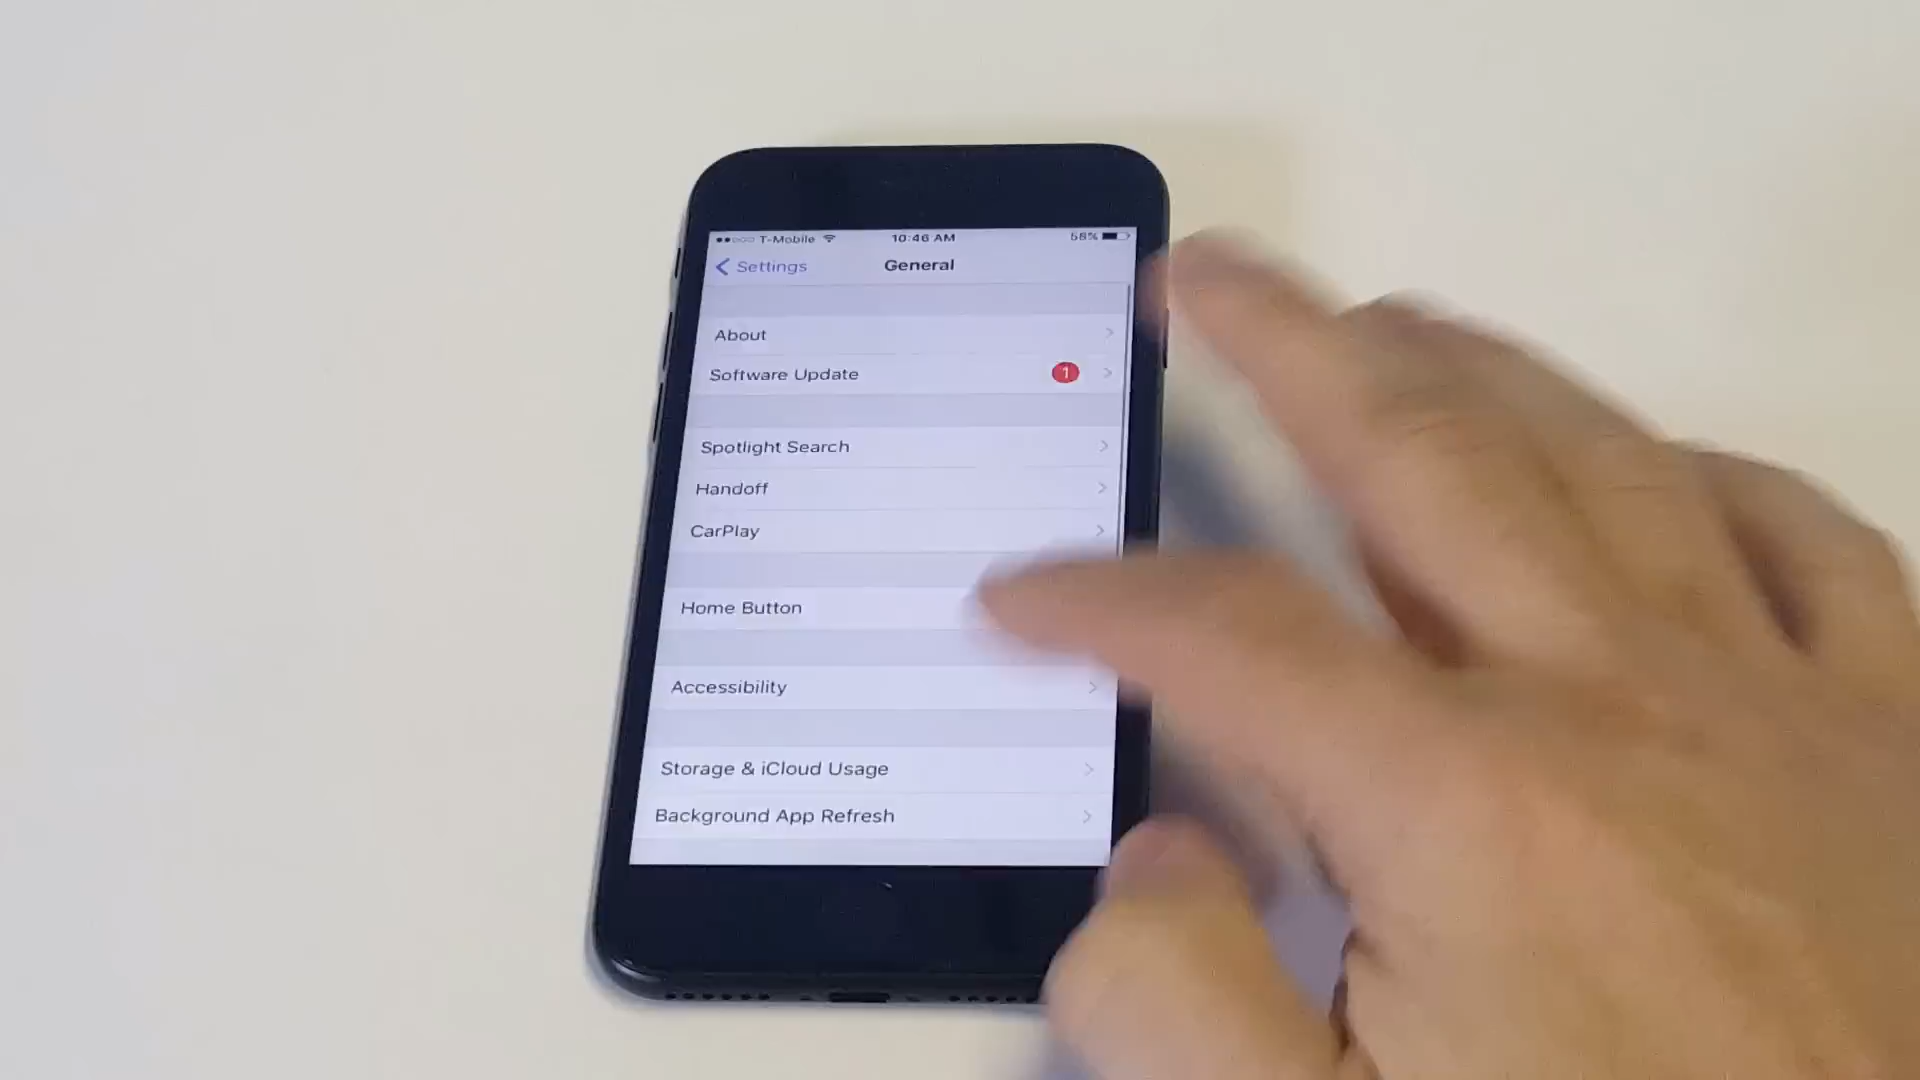 T-Mobile 10:46 AM 58%
Settings General
About
Software Update 1
Spotlight Search
Handoff
CarPlay
Home Button
Accessibility
Storage & iCloud Usage
Background App Refresh